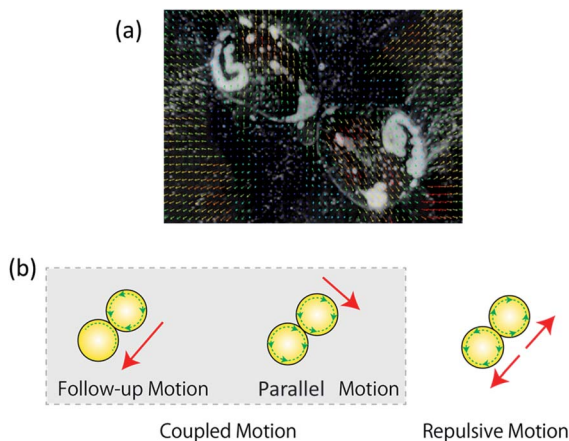 (a)
(b)
Follow-up Motion
Parallel Motion
Coupled Motion
Repulsive Motion